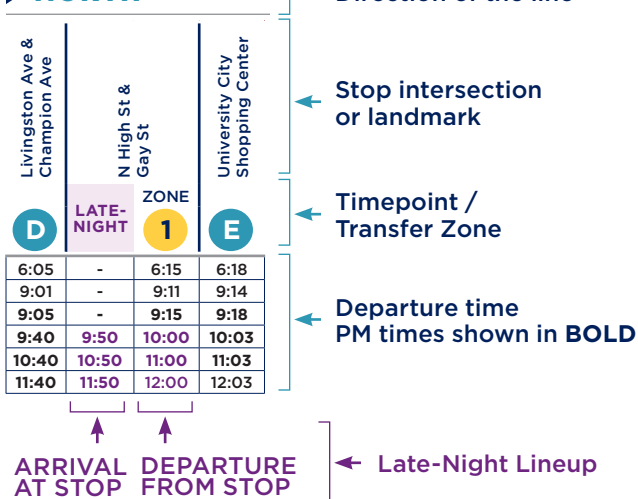 Livingston Ave &
Champion Ave
N High St &
Gay St
University City
Shopping Center
Stop intersection
or landmark
D
LATE-
NIGHT
ZONE
1
E
Timepoint /
Transfer Zone
6:05 - 6:15 6:18
9:01 - 9:11 9:14
9:05 - 9:15 9:18
9:40 9:50 10:00 10:03
10:40 10:50 11:00 11:03
11:40 11:50 12:00 12:03
Departure time
PM times shown in BOLD
ARRIVAL
AT STOP
DEPARTURE
FROM STOP
Late-Night Lineup